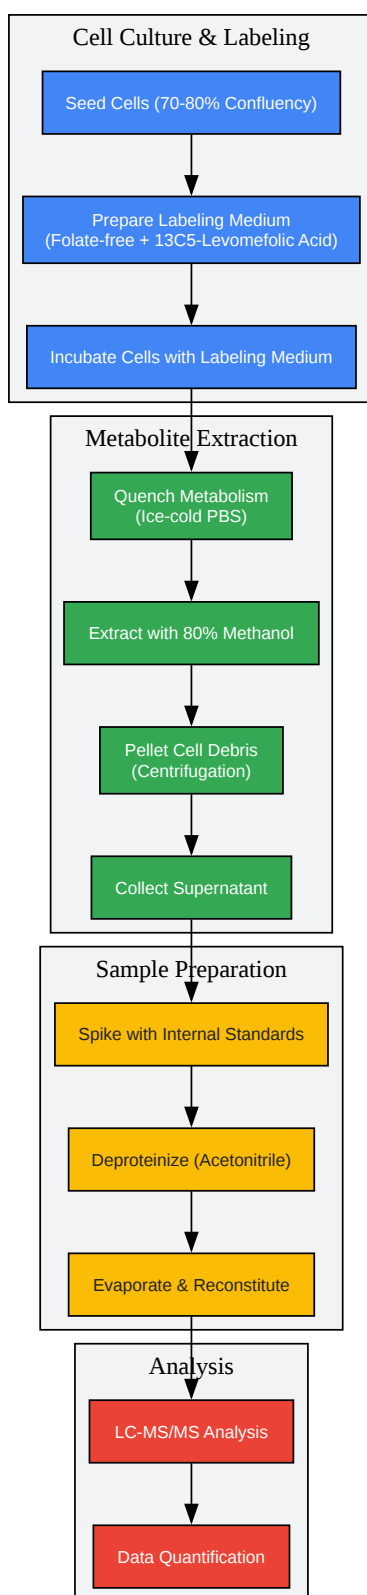 Cell Culture & Labeling
Seed Cells (70-80% Confluency)
Prepare Labeling Medium
(Folate-free + 13C5-Levomefolic Acid)
Incubate Cells with Labeling Medium
Metabolite Extraction
Quench Metabolism
(Ice-cold PBS)
Extract with 80% Methanol
Pellet Cell Debris
(Centrifugation)
Collect Supernatant
Sample Preparation
Spike with Internal Standards
Deproteinize (Acetonitrile)
Evaporate & Reconstitute
Analysis
LC-MS/MS Analysis
Data Quantification